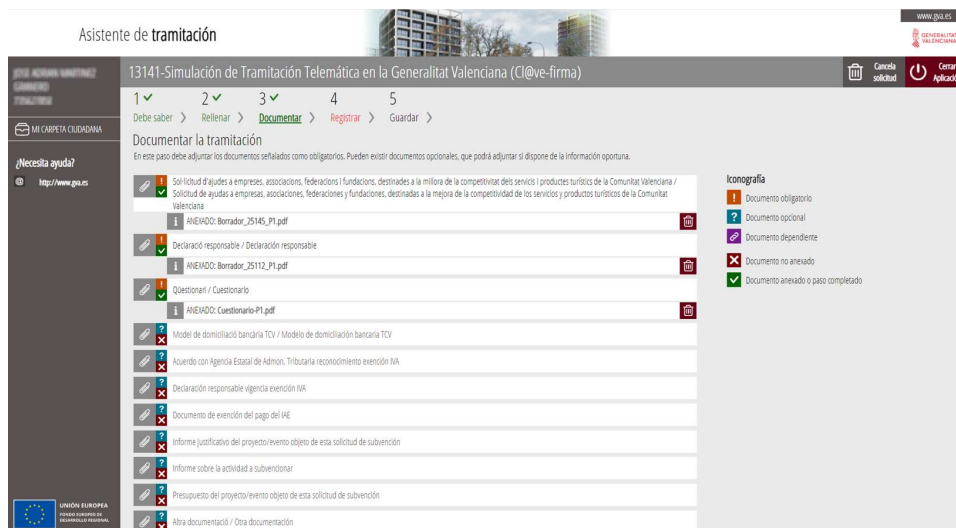 www.gva.es
Asistente de tramitación
GENERALITAT
VALENCIANA
13141-Simulación de Tramitación Telemática en la Generalitat Valenciana (Cl@ve-firma)
Cancela
solicitud
Cerrar
Aplicació
1 2 3 4 5
Debe saber Rellenar Documentar Registrar Guardar
MI CARPETA CIUDADANA
¿Necesita ayuda?
http://www.gva.es
Documentar la tramitación
En este paso debe adjuntar los documentos señalados como obligatorios. Pueden existir documentos opcionales, que podrá adjuntar si dispone de la información oportuna.
Sol·licitud d'ajudes a empreses, associacions, federacions i fundacions, destinades a la millora de la competitivitat dels servicis i productes turístics de la Comunitat Valenciana /
Solicitud de ayudas a empresas, asociaciones, federaciones y fundaciones, destinadas a la mejora de la competitividad de los servicios y productos turísticos de la Comunitat
Valenciana
ANEXADO: Borrador_25145_P1.pdf
Declaració responsable / Declaración responsable
ANEXADO: Borrador_25112_P1.pdf
Qüestionari / Cuestionario
ANEXADO: Cuestionario-P1.pdf
Model de domiciliació bancària TCV / Modelo de domiciliación bancaria TCV
Acuerdo con Agencia Estatal de Admon. Tributaria reconocimiento exención IVA
Declaración responsable vigencia exención IVA
Documento de exención del pago del IAE
Informe justificativo del proyecto/evento objeto de esta solicitud de subvención
Informe sobre la actividad a subvencionar
Presupuesto del proyecto/evento objeto de esta solicitud de subvención
Altra documentació / Otra documentación
Iconografía
Documento obligatorio
Documento opcional
Documento dependiente
Documento no anexado
Documento anexado o paso completado
UNIÓN EUROPEA
FONDO EUROPEO DE
DESARROLLO REGIONAL